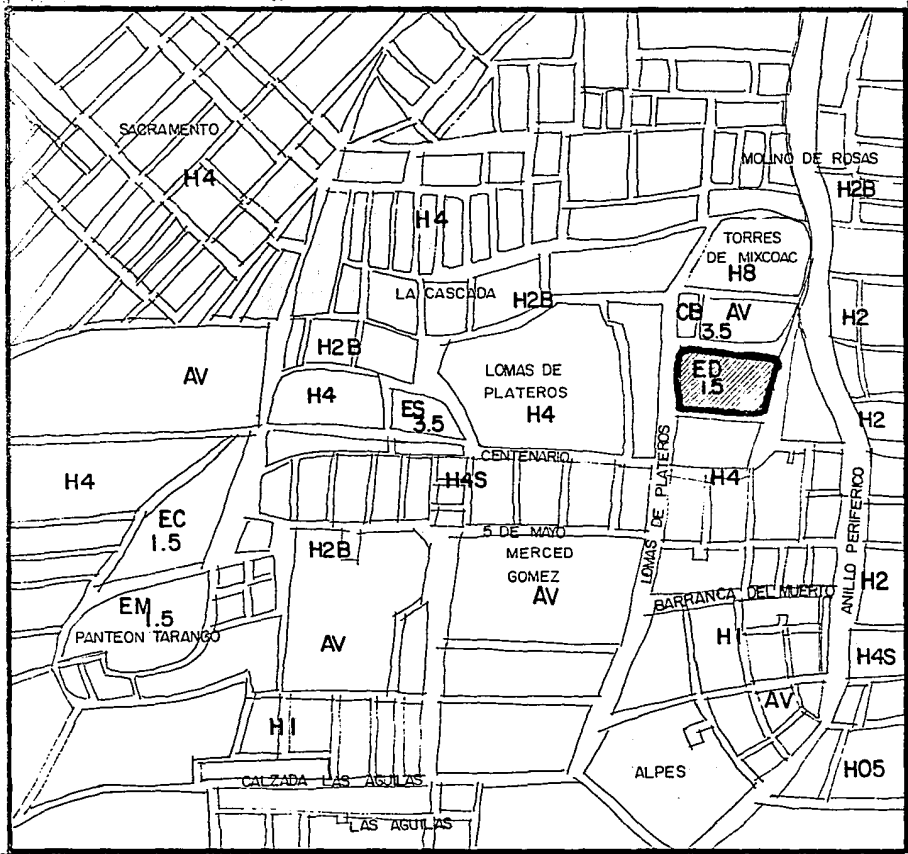 SACRAMENTO
H4
MOLINO DE ROSAS
H2B
H4
TORRES
DE MIXCOAC
H8
LA CASCADA
H2B
CB
3.5
AV
H2
H2B
AV
LOMAS DE
PLATEROS
H4
ED
1.5
H4
ES
3.5
H2
CENTENARIO
H4
H4S
H4
LOMAS DE PLATEROS
ANILLO PERIFERICO
EC
1.5
5 DE MAYO
H2B
MERCED
GOMEZ
AV
H2
BARRANCA DEL MUERTO
EM
1.5
PANTEON TARANGO
AV
H1
H4S
AV
H1
ALPES
H05
CALZADA LAS AGUILAS
LAS AGUILAS